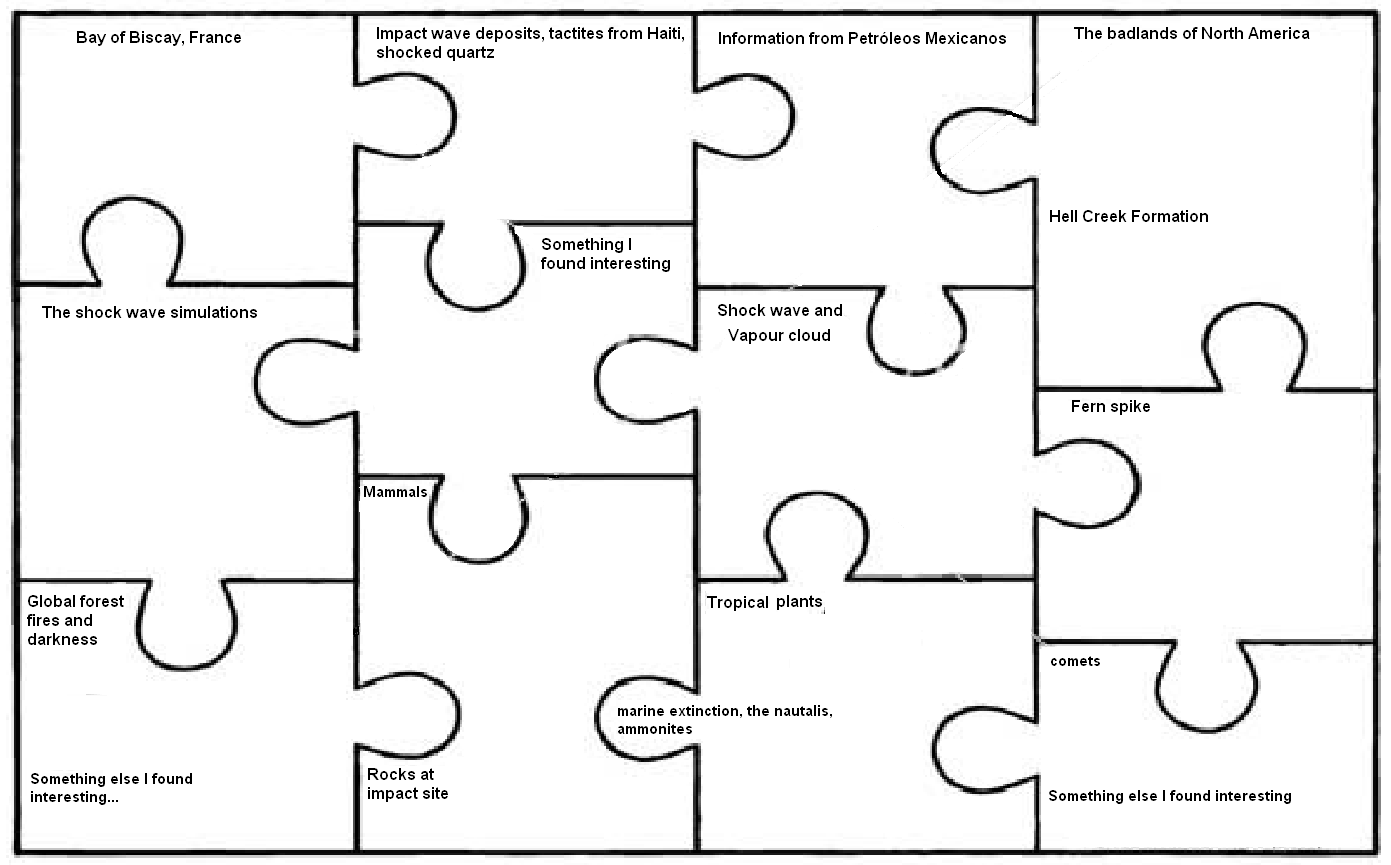 Bay of Biscay, France
Impact wave deposits, tactites from Haiti,
shocked quartz
Information from Petróleos Mexicanos
The badlands of North America
Hell Creek Formation
Something I
found interesting
The shock wave simulations
Shock wave and
Vapour cloud
Fern spike
Mammals
Global forest
fires and
darkness
Tropical plants,
comets
marine extinction, the nautalis,
ammonites
Something else I found
interesting...
Rocks at
impact site
Something else I found interesting